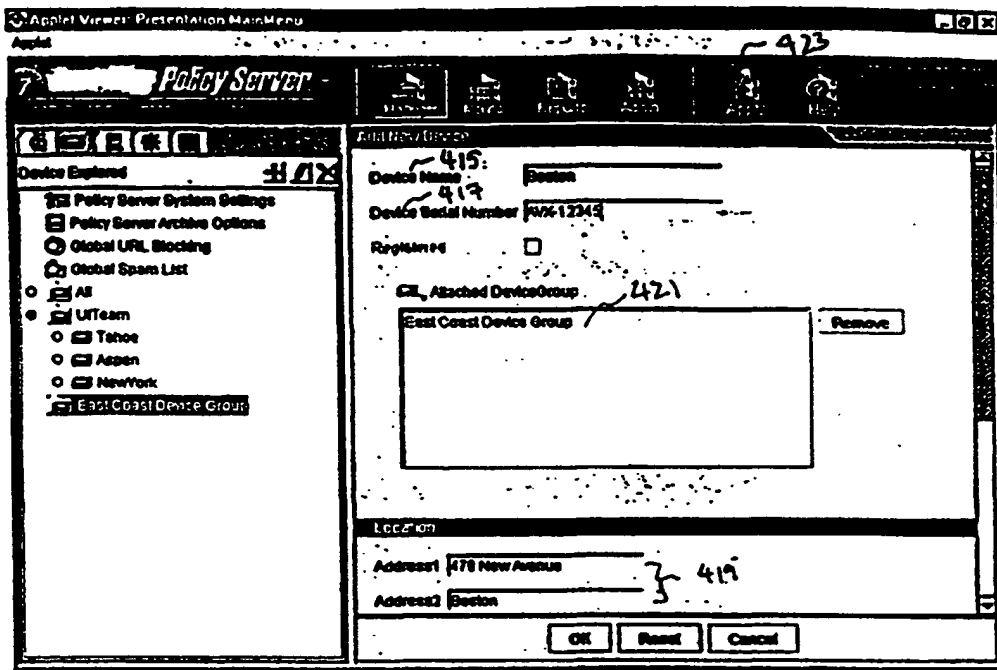 Applet Viewer: Presentation MainMenu
Applet
423
Policy Server
Apply
Help
Add New Device
Device Explored
415
Device Name Boston
417
Device Serial Number AVX-12345
Policy Server System Settings
Policy Server Archive Options
Global URL Blocking
Global Spam List
All
UITeam
Tahoe
Aspen
NewYork
East Coast Device Group
Registered
Attached DeviceGroup
421
East Coast Device Group
Remove
Location
Address1 478 New Avenue
419
Address2 Boston
OK Reset Cancel